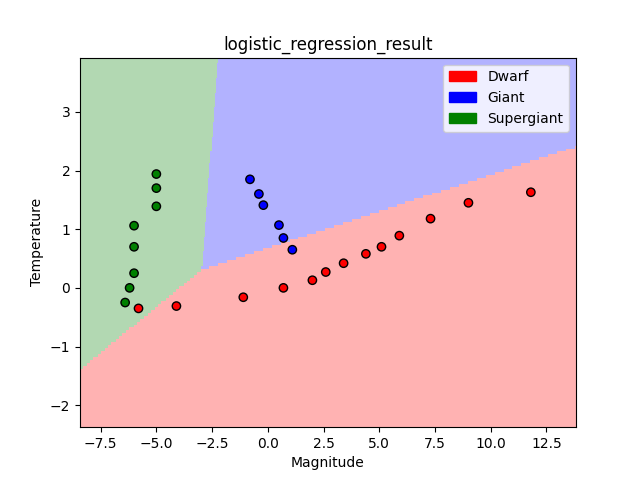 logistic_regression_result
Dwarf
Giant
Supergiant
Temperature
3
2
1
0
−1
−2
−7.5 −5.0 −2.5 0.0 2.5 5.0 7.5 10.0 12.5
Magnitude